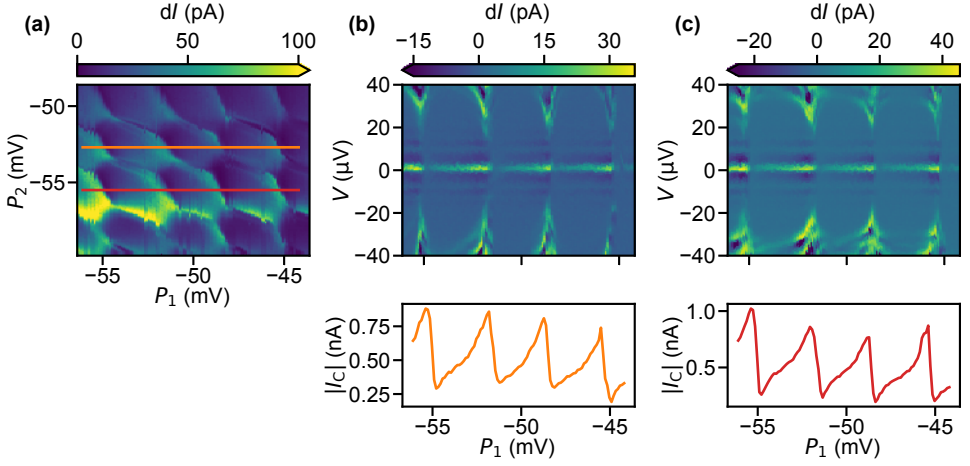 (a)
dI (pA)
0 50 100
−50
−55
P2 (mV)
−55 −50 −45
P1 (mV)
(b)
dI (pA)
−15 0 15 30
40
20
0
−20
−40
V (µV)
0.75
0.50
0.25
|IC| (nA)
−55 −50 −45
P1 (mV)
(c)
dI (pA)
−20 0 20 40
40
20
0
−20
−40
V (µV)
1.0
0.5
|IC| (nA)
−55 −50 −45
P1 (mV)